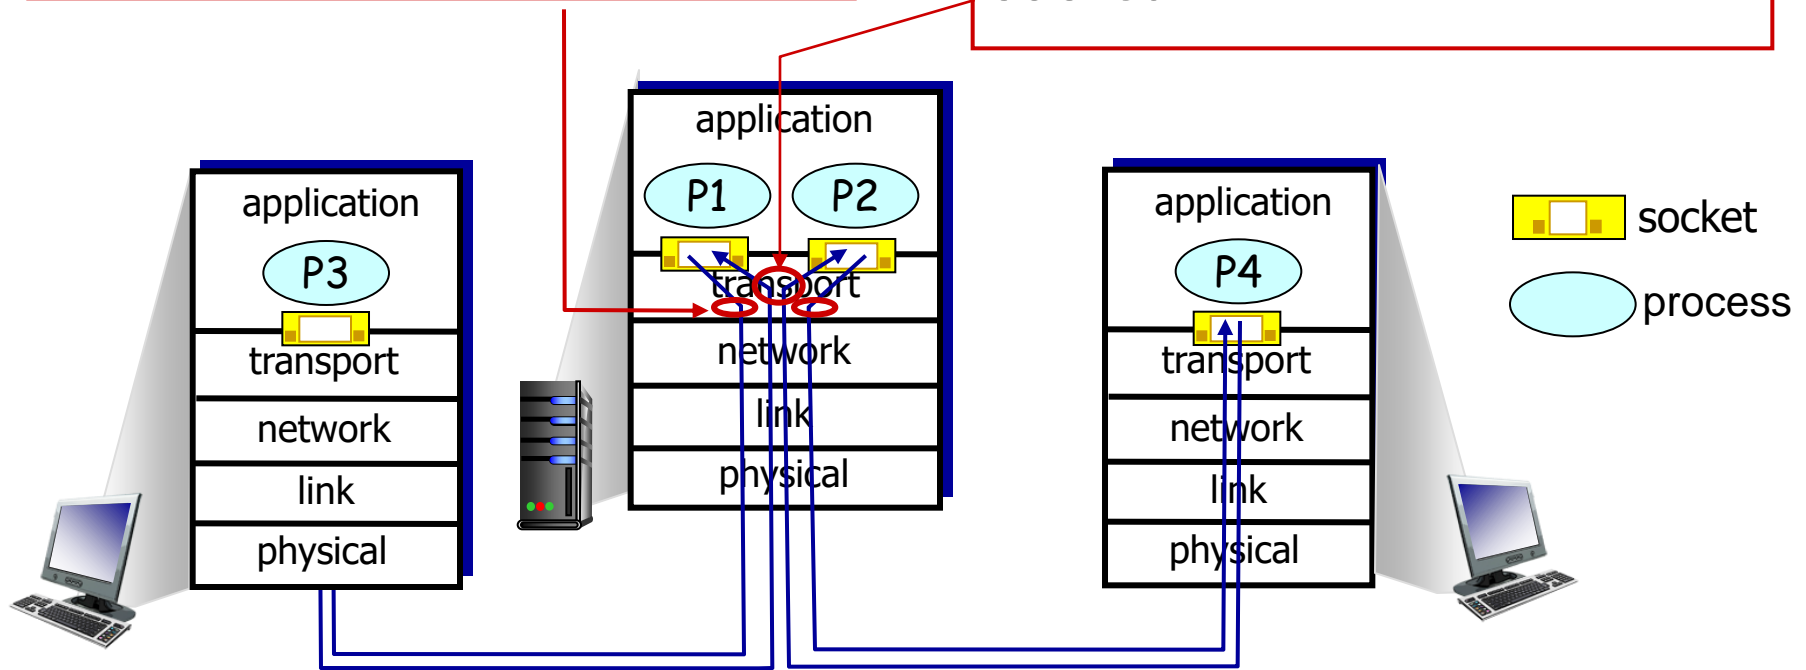 application
P1
P2
transport
network
link
physical
application
P3
transport
network
link
physical
application
P4
transport
network
link
physical
socket
process